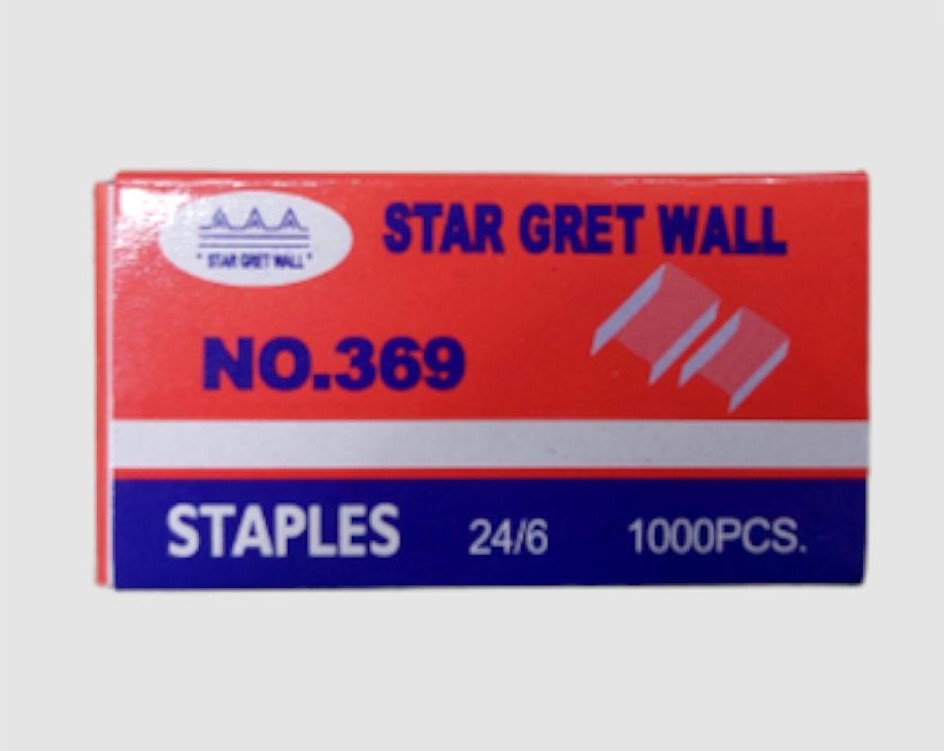 STAR GRET WALL
" STAR GRET WALL "
NO.369
STAPLES 24/6 1000PCS.